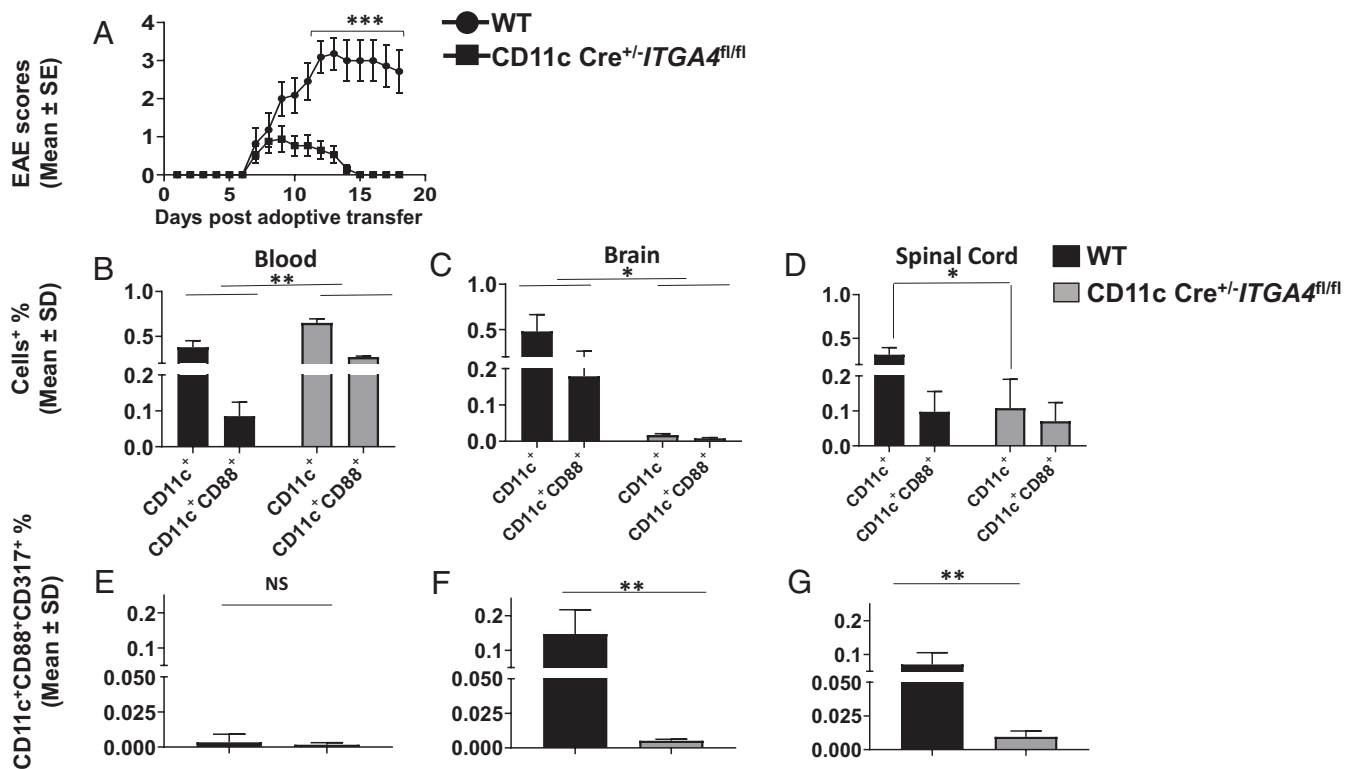 A
EAE scores
(Mean ± SE)
4
3
2
1
0
0 5 10 15 20
Days post adoptive transfer
***
WT
CD11c Cre+/-ITGA4fl/fl
Cells+ %
(Mean ± SD)
B
Blood
**
1.0
0.5
0.2
0.1
0.0
CD11c+
CD11c+CD88+
CD11c+
CD11c+CD88+
C
Brain
*
1.0
0.5
0.2
0.1
0.0
CD11c+
CD11c+CD88+
CD11c+
CD11c+CD88+
D
Spinal Cord
*
1.0
0.5
0.2
0.1
0.0
CD11c+
CD11c+CD88+
CD11c+
CD11c+CD88+
WT
CD11c Cre+/-ITGA4fl/fl
CD11c+CD88+CD317+ %
(Mean ± SD)
E
NS
0.2
0.1
0.050
0.025
0.000
F
**
0.2
0.1
0.050
0.025
0.000
G
**
0.2
0.1
0.050
0.025
0.000